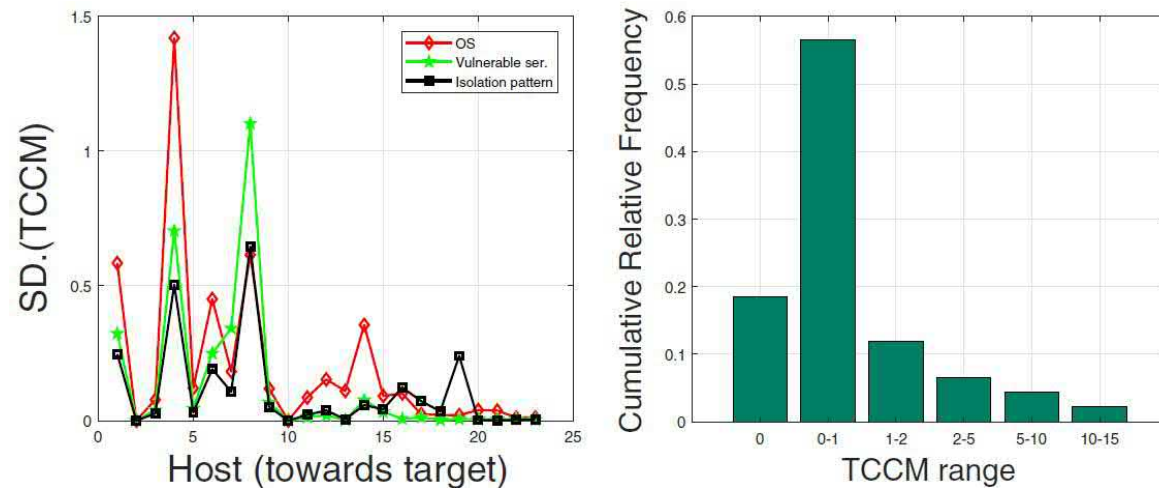 1.5
1
0.5
0
SD.(TCCM)
OS
Vulnerable ser.
Isolation pattern
0 5 10 15 20 25
Host (towards target)
0.6
0.5
0.4
0.3
0.2
0.1
0
Cumulative Relative Frequency
0 0-1 1-2 2-5 5-10 10-15
TCCM range